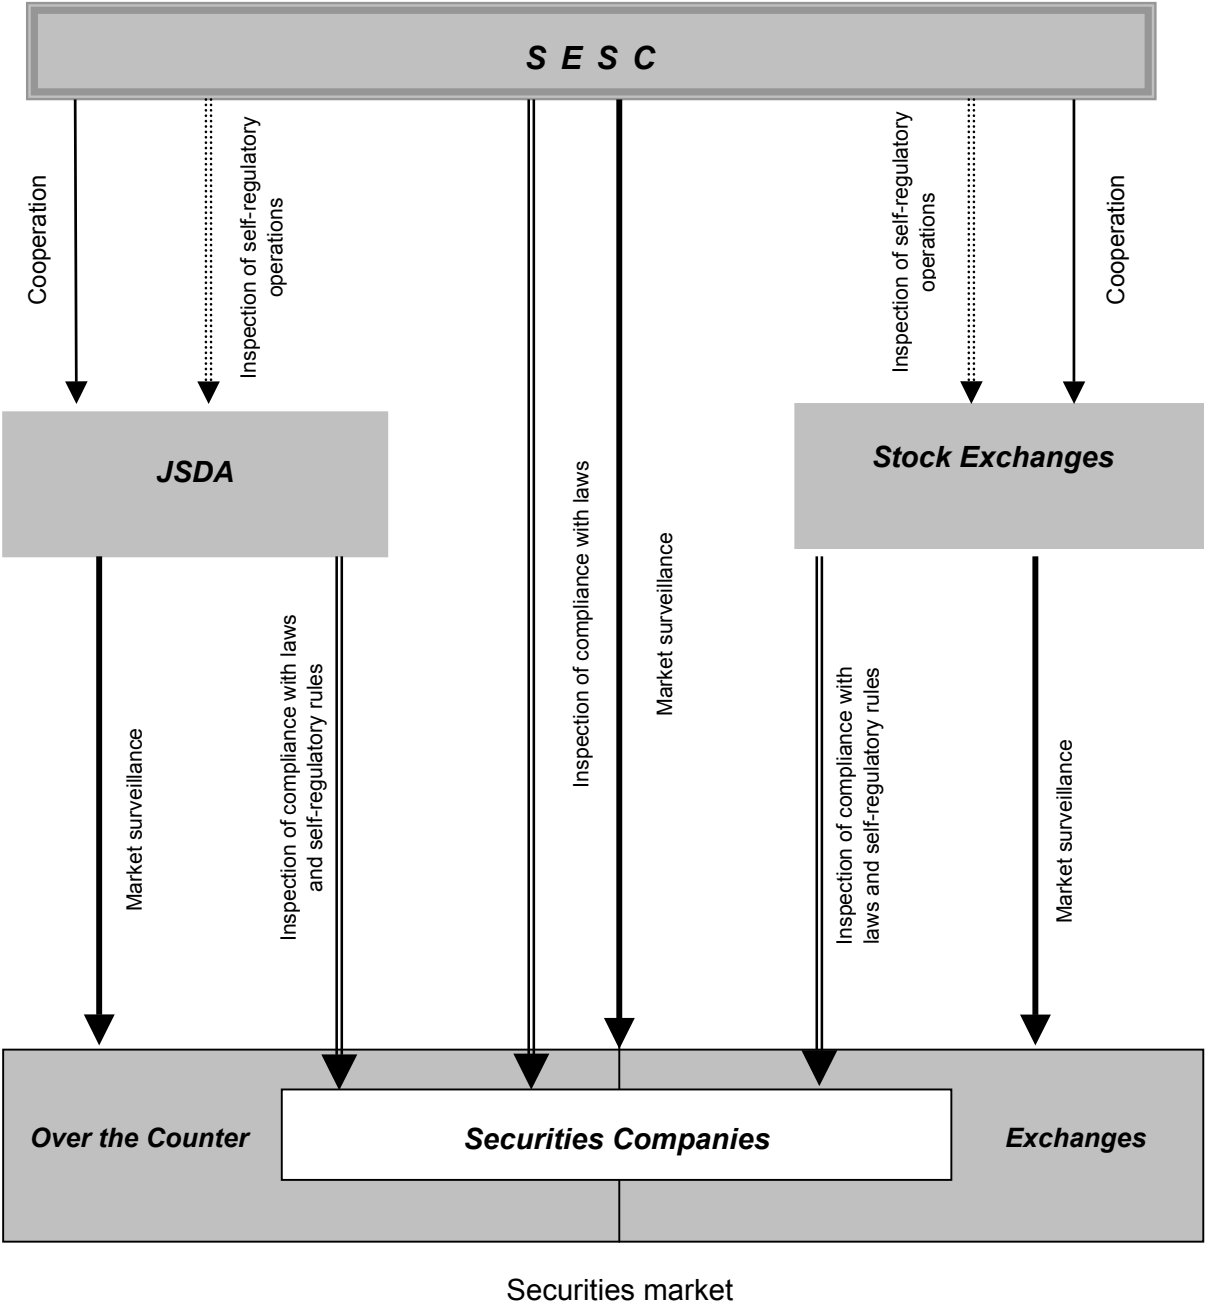 S E S C
Cooperation
Inspection of self-regulatory
operations
Inspection of self-regulatory
operations
Cooperation
JSDA
Stock Exchanges
Market surveillance
Inspection of compliance with laws
and self-regulatory rules
Inspection of compliance with laws
Market surveillance
Inspection of compliance with
laws and self-regulatory rules
Market surveillance
Over the Counter
Securities Companies
Exchanges
Securities market